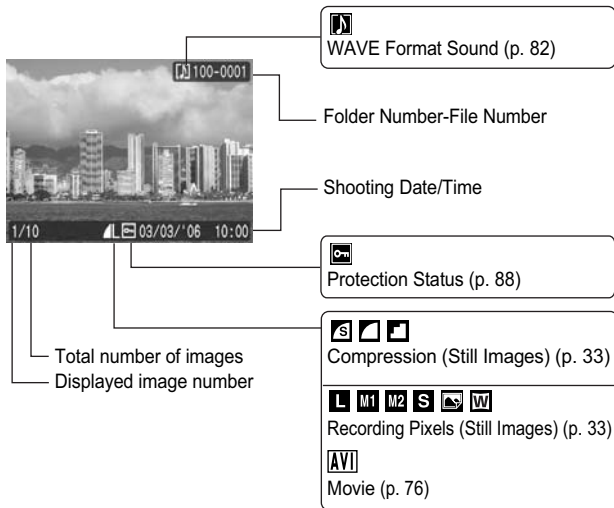 WAVE Format Sound (p. 82)
100-0001
Folder Number-File Number
Shooting Date/Time
1/10 L 03/03/'06 10:00
Protection Status (p. 88)
S
Compression (Still Images) (p. 33)
Total number of images
Displayed image number
L M1 M2 S W
Recording Pixels (Still Images) (p. 33)
AVI
Movie (p. 76)